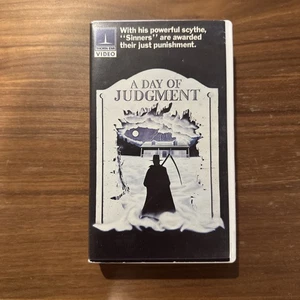 With his powerful scythe,
"Sinners" are awarded
their just punishment.
VIDEO
A DAY OF
JUDGMENT